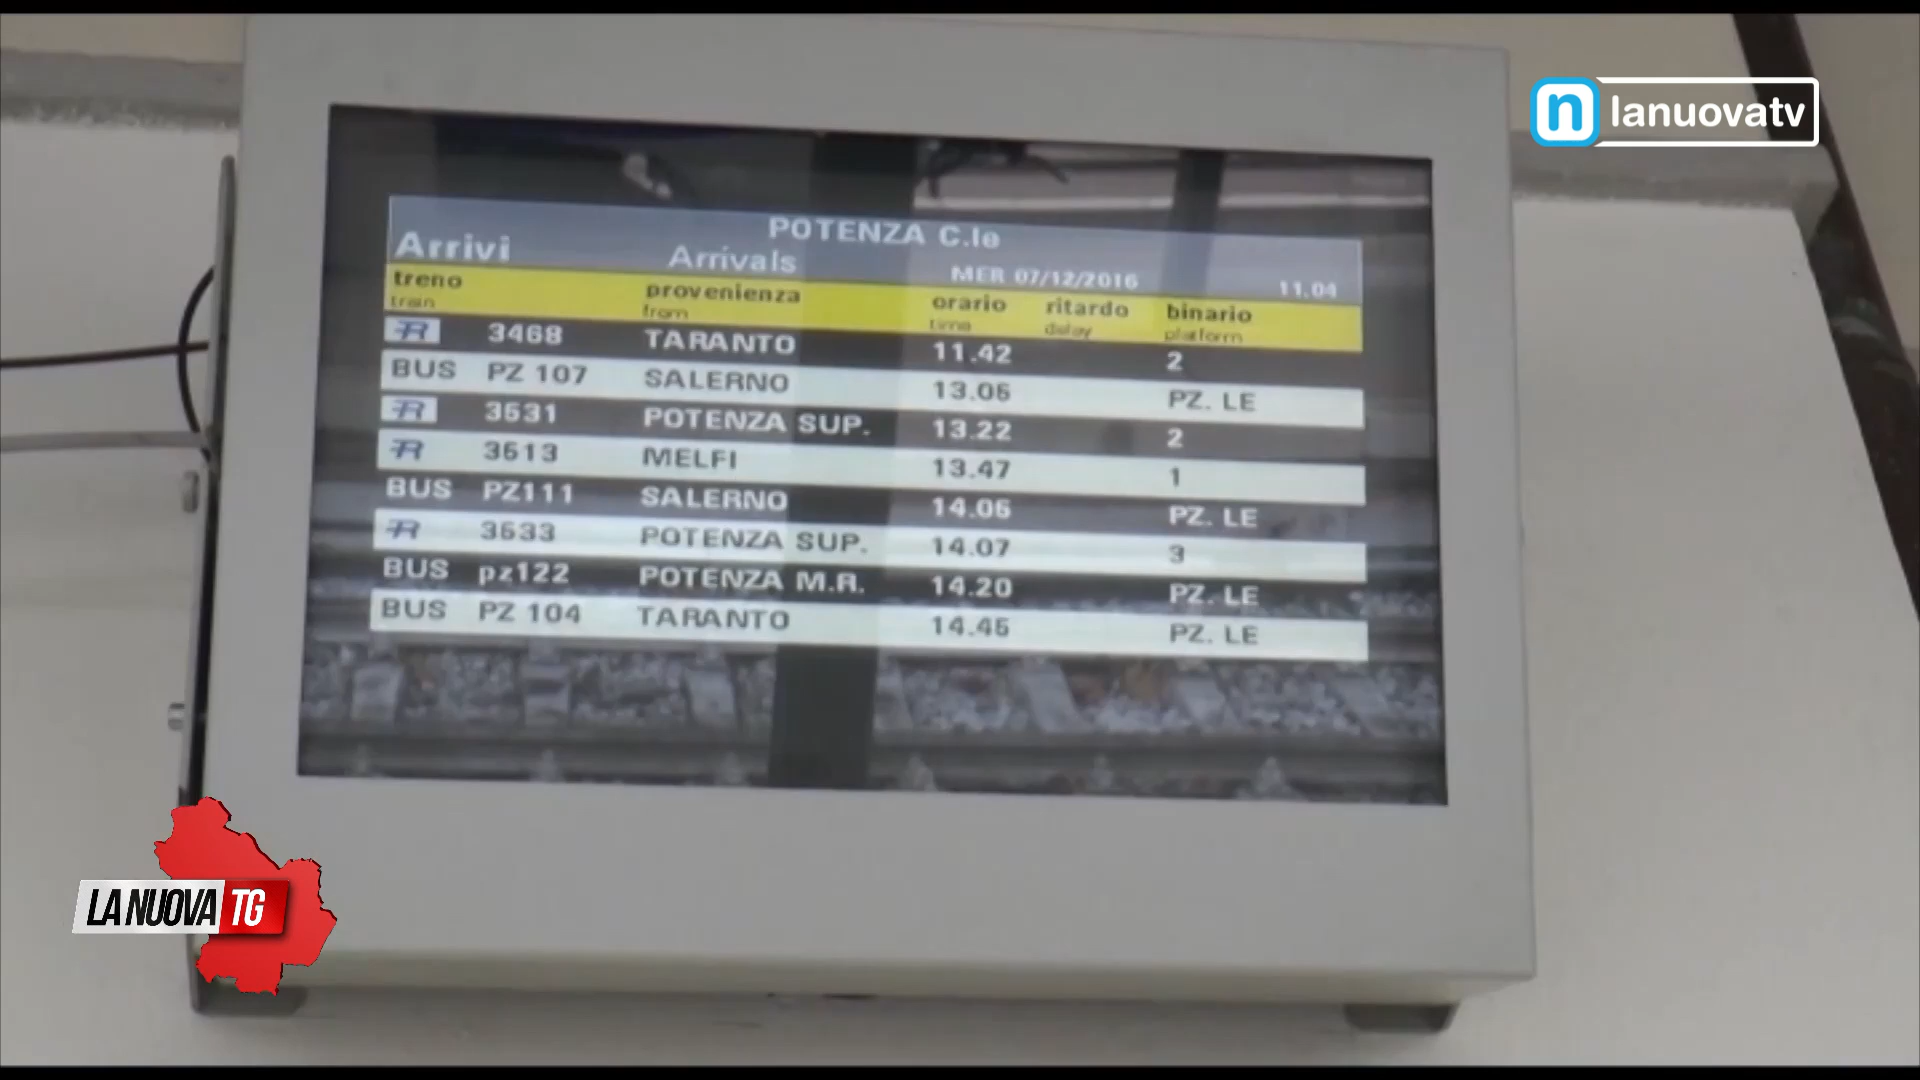 lanuovatv
POTENZA C.le
Arrivi Arrivals
MER 07/12/2016 11.04
treno provenienza orario ritardo binario
train from time delay platform
R 3468 TARANTO 11.42 2
BUS PZ 107 SALERNO 13.05 PZ. LE
R 3531 POTENZA SUP. 13.22 2
R 3513 MELFI 13.47 1
BUS PZ111 SALERNO 14.05 PZ. LE
R 3533 POTENZA SUP. 14.07 3
BUS pz122 POTENZA M.R. 14.20 PZ. LE
BUS PZ 104 TARANTO 14.45 PZ. LE
LA NUOVA TG